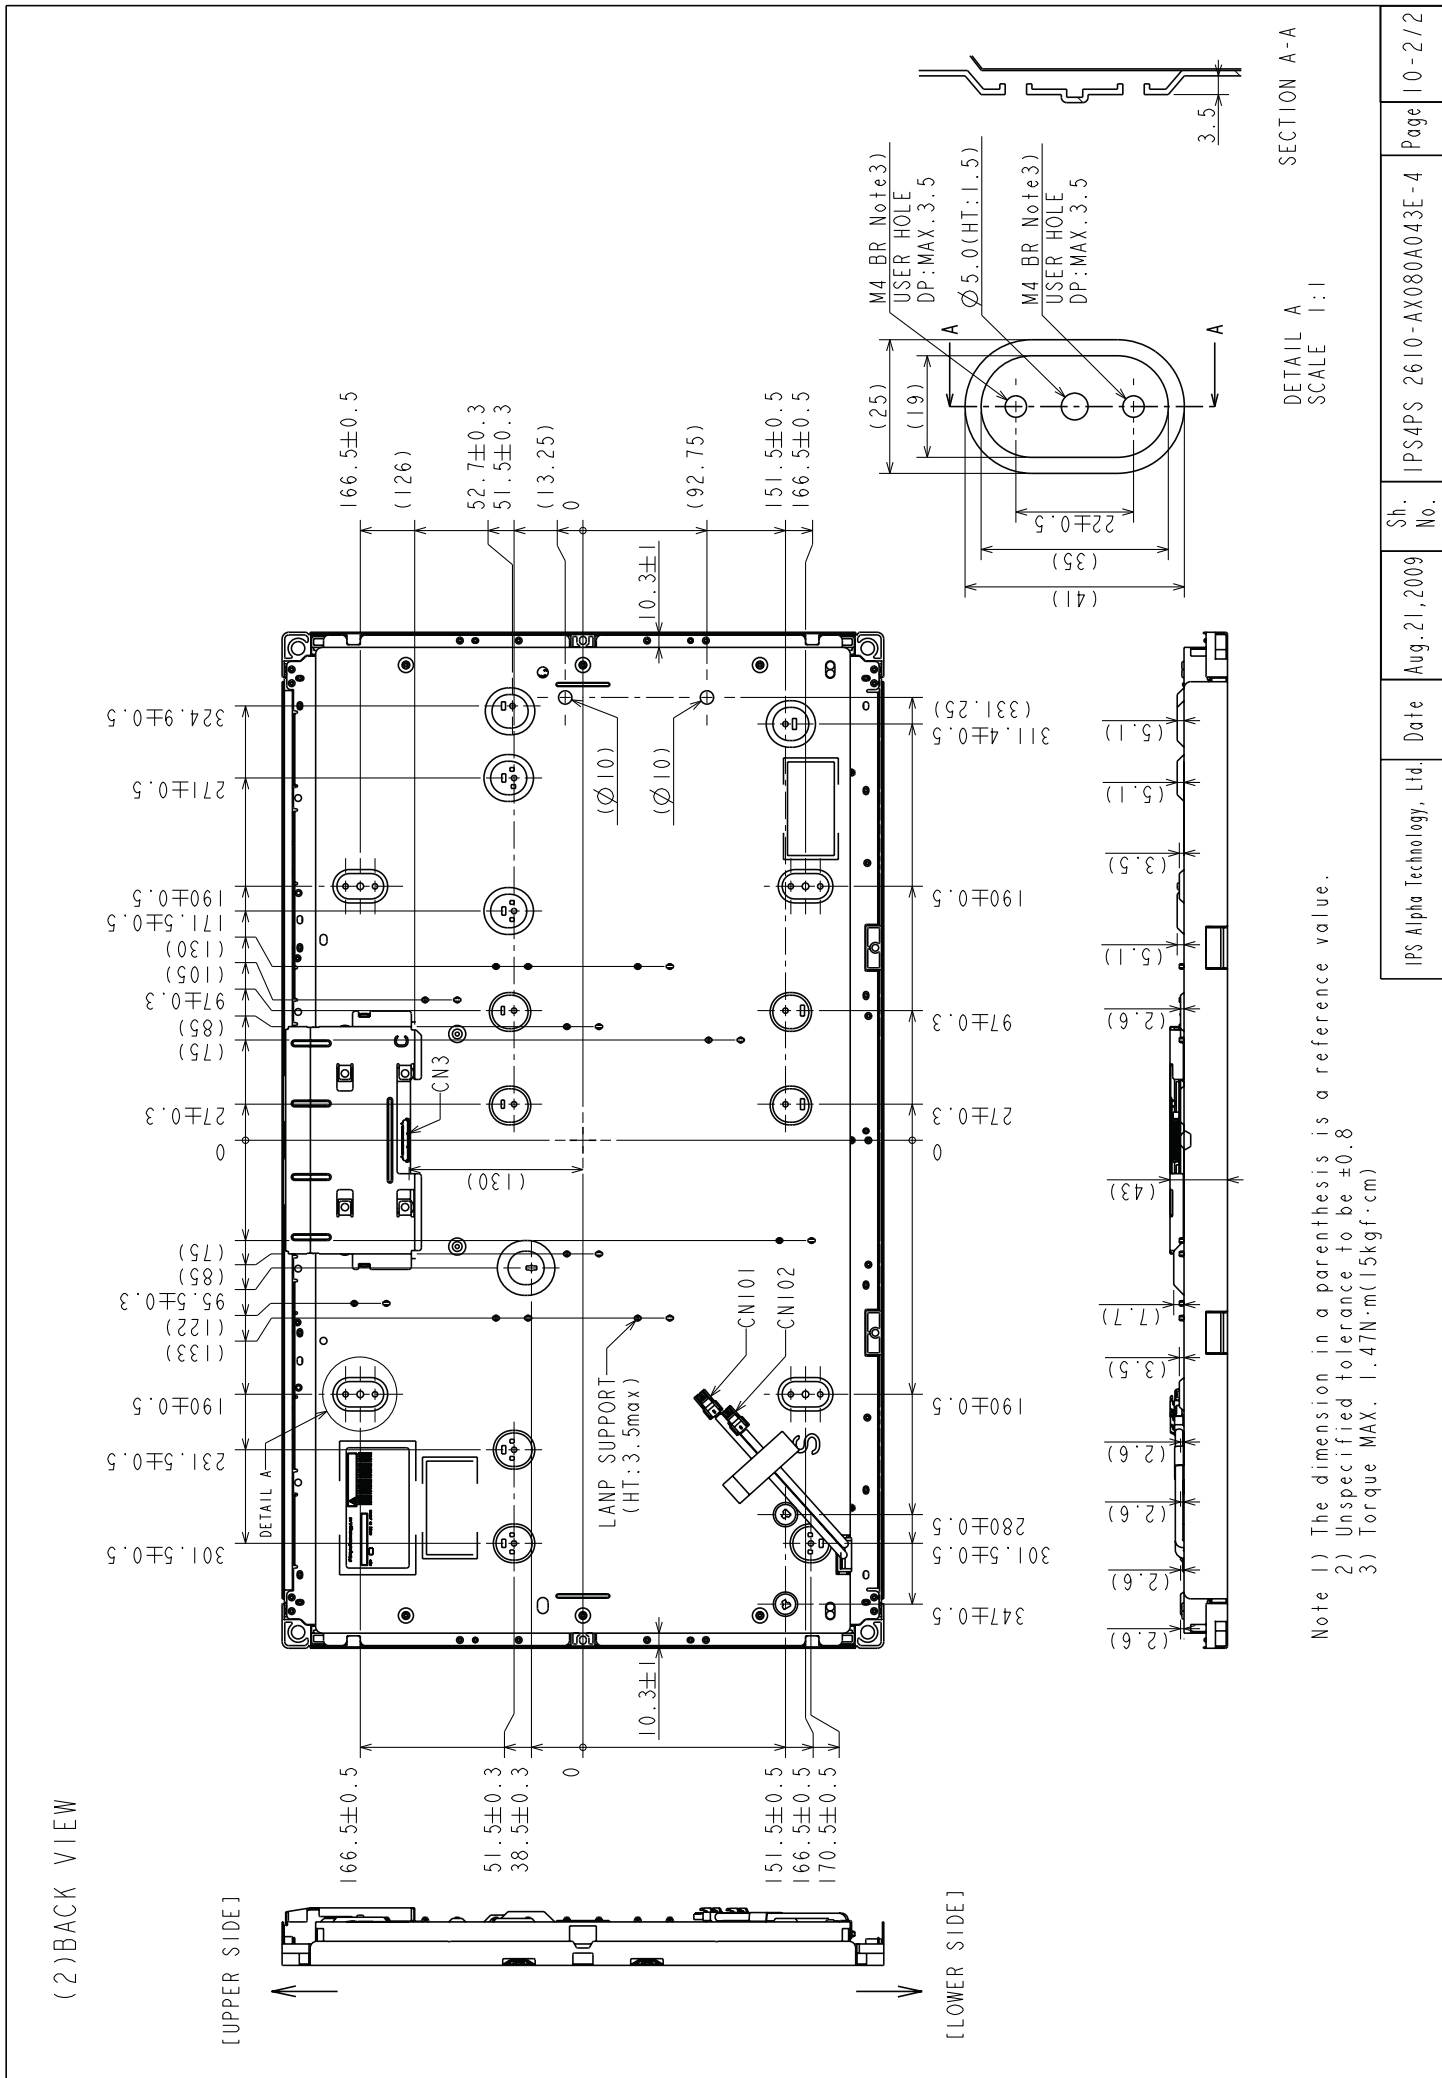 (2)BACK VIEW
[UPPER SIDE]
[LOWER SIDE]
301.5±0.5
231.5±0.5
190±0.5
(133)
(122)
95.5±0.3
(85)
(75)
0
27±0.3
(75)
(85)
97±0.3
(105)
(130)
171.5±0.5
190±0.5
271±0.5
324.9±0.5
166.5±0.5
51.5±0.3
38.5±0.3
0
151.5±0.5
166.5±0.5
170.5±0.5
10.3±1
DETAIL A
LANP SUPPORT
(HT:3.5max)
CN101
CN102
CN3
(130)
(Ø10)
(Ø10)
10.3±1
166.5±0.5
(126)
52.7±0.3
51.5±0.3
(13.25)
0
(92.75)
151.5±0.5
166.5±0.5
347±0.5
301.5±0.5
280±0.5
190±0.5
0
27±0.3
97±0.3
190±0.5
311.4±0.5
(331.25)
(2.6)
(2.6)
(2.6)
(2.6)
(3.5)
(7.7)
(43)
(2.6)
(5.1)
(3.5)
(5.1)
(5.1)
M4 BR Note3)
USER HOLE
DP:MAX.3.5
Ø5.0(HT:1.5)
M4 BR Note3)
USER HOLE
DP:MAX.3.5
A
A
(25)
(19)
22±0.5
(35)
(41)
DETAIL A
SCALE 1:1
3.5
SECTION A-A
Note 1) The dimension in a parenthesis is a reference value.
2) Unspecified tolerance to be ±0.8
3) Torque MAX. 1.47N·m(15kgf·cm)
IPS Alpha Technology, Ltd. Date Aug.21,2009 Sh. No. IPS4PS 2610-AX080A043E-4 Page 10-2/2